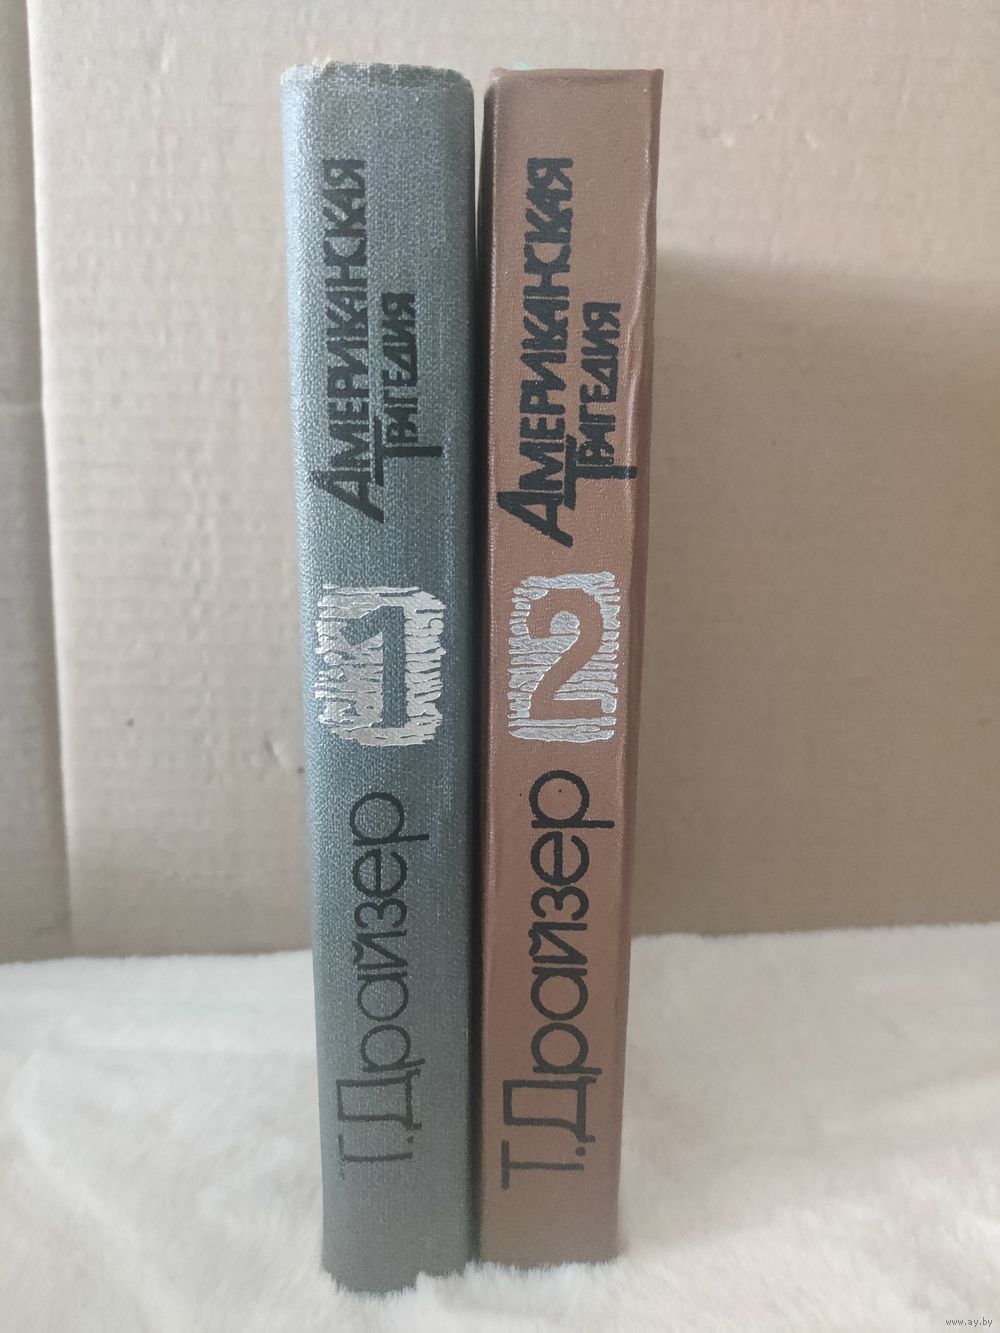 Т. Драйзер
1
Американская
трагедия
Т. Драйзер
2
Американская
трагедия
www.ay.by